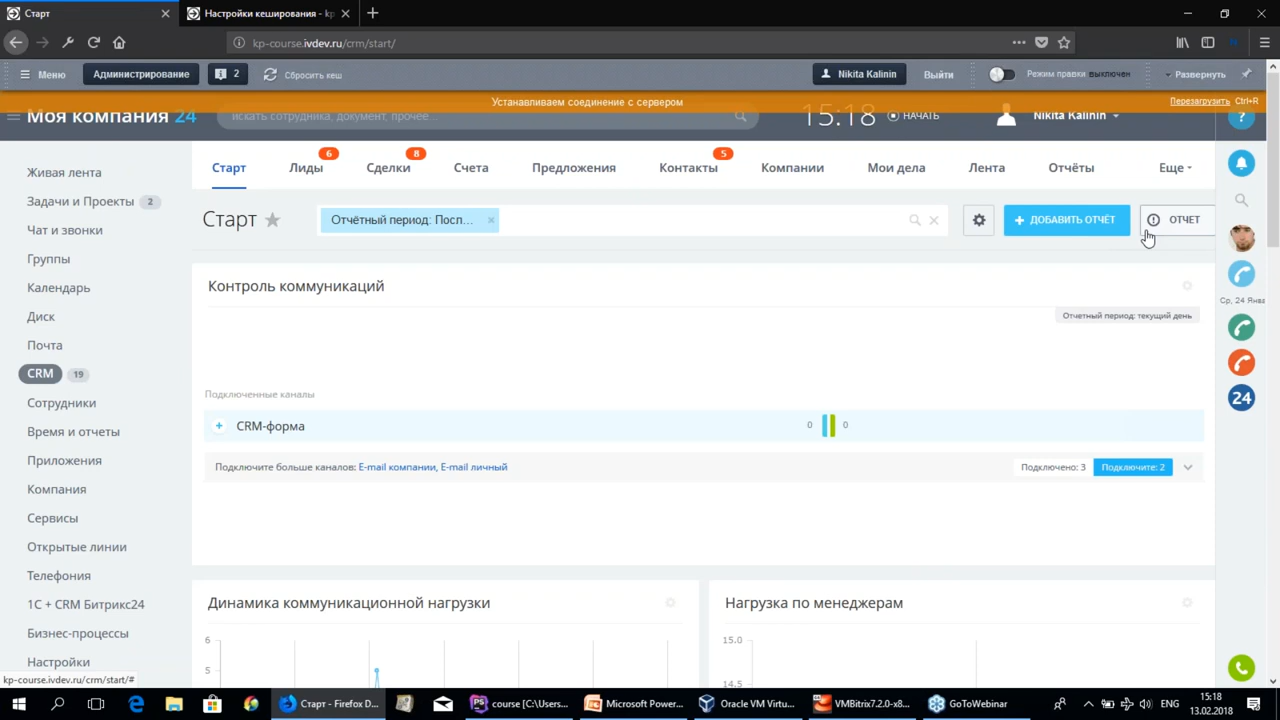 Старт
Настройки кеширования - kp
kp-course.ivdev.ru/crm/start/
Меню
Администрирование
2
Сбросить кеш
Nikita Kalinin
Выйти
Режим правки выключен
Развернуть
Устанавливаем соединение с сервером
Перезагрузить Ctrl+R
Моя компания 24
искать сотрудника, документ, прочее...
15:18
НАЧАТЬ
Nikita Kalinin
?
Живая лента
Задачи и Проекты 2
Чат и звонки
Группы
Календарь
Диск
Почта
CRM 19
Сотрудники
Время и отчеты
Приложения
Компания
Сервисы
Открытые линии
Телефония
1С + CRM Битрикс24
Бизнес-процессы
Настройки
Старт
Лиды 6
Сделки 8
Счета
Предложения
Контакты 5
Компании
Мои дела
Лента
Отчёты
Еще
Старт
Отчётный период: Посл...
+ ДОБАВИТЬ ОТЧЁТ
ОТЧЕТ
Контроль коммуникаций
Отчетный период: текущий день
Подключенные каналы
CRM-форма
0 0
Подключите больше каналов: E-mail компании, E-mail личный
Подключено: 3
Подключите: 2
Динамика коммуникационной нагрузки
6
5
Нагрузка по менеджерам
15.0
14.5
Ср, 24 Янва
24
kp-course.ivdev.ru/crm/start/#
Старт - Firefox D...
course [C:\Users...
Microsoft Power...
Oracle VM Virtu...
VMBitrix7.2.0-x8...
GoToWebinar
ENG
15:18
13.02.2018